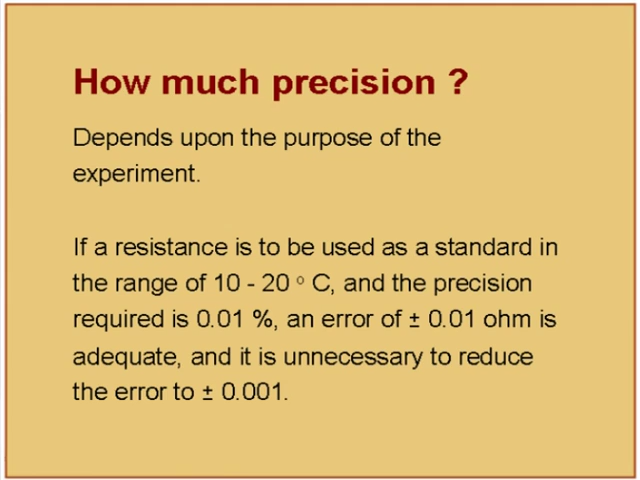 How much precision ?
Depends upon the purpose of the
experiment.
If a resistance is to be used as a standard in
the range of 10 - 20 º C, and the precision
required is 0.01 %, an error of ± 0.01 ohm is
adequate, and it is unnecessary to reduce
the error to ± 0.001.